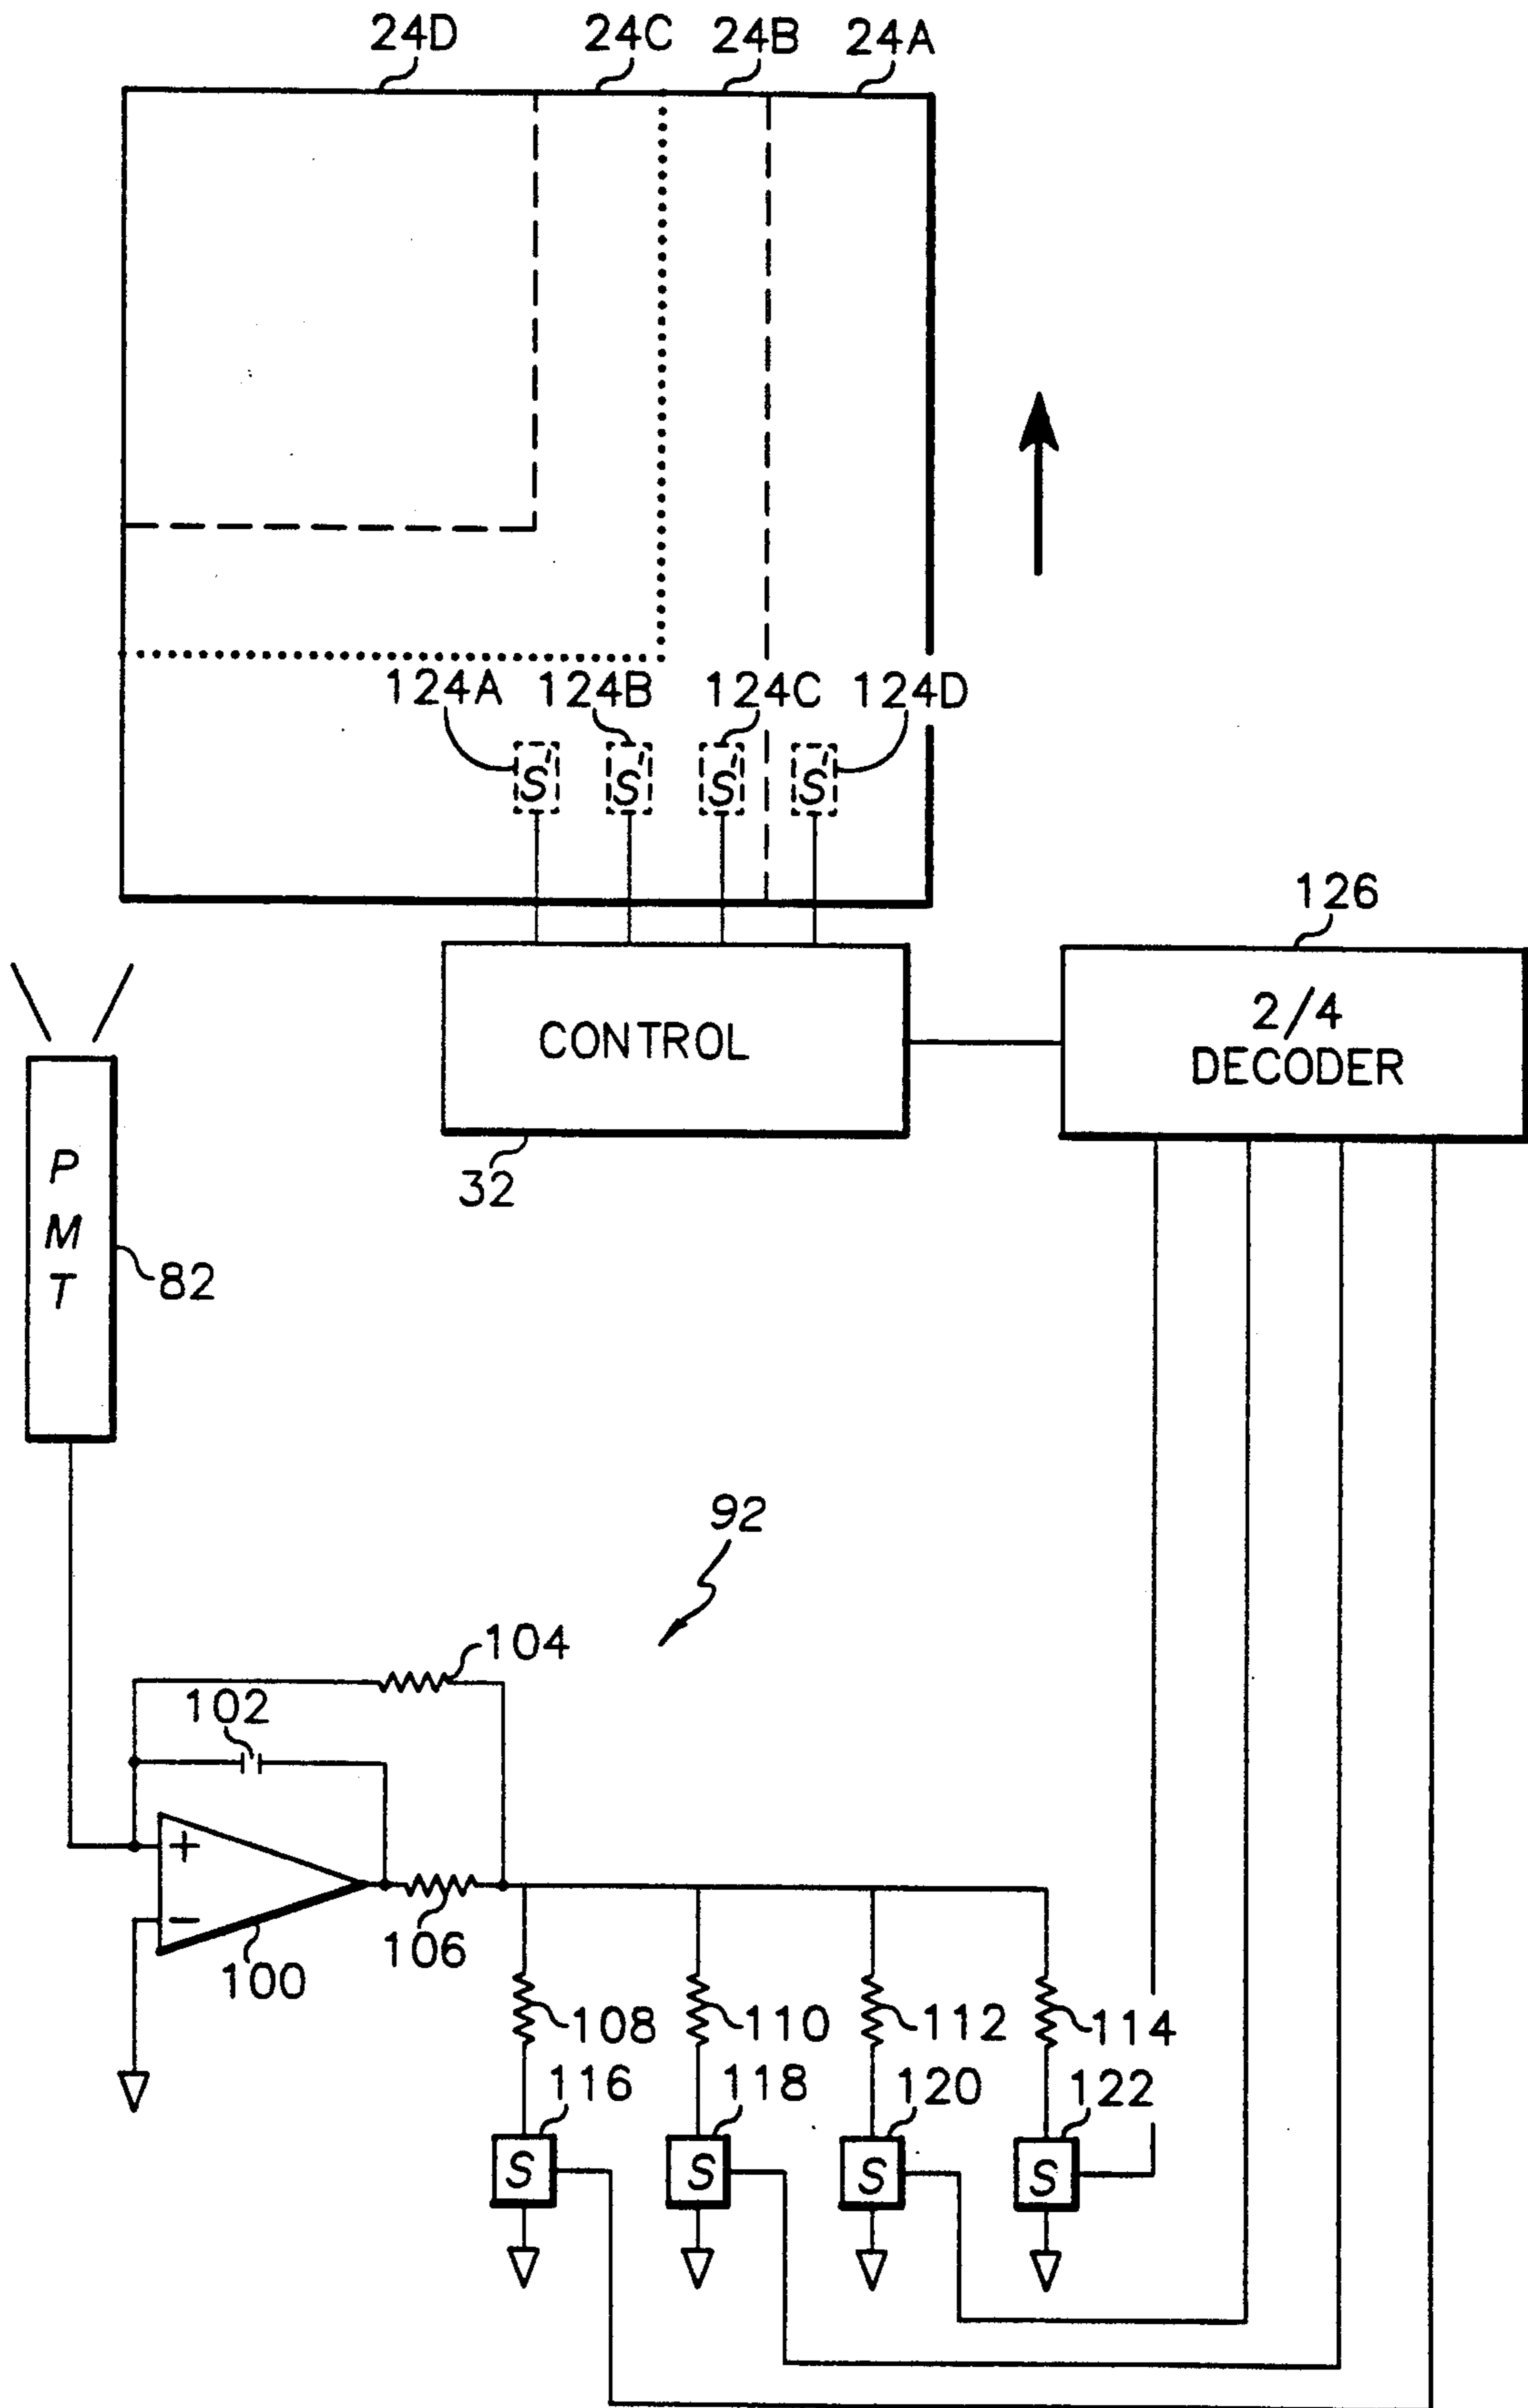 24D 24C 24B 24A
124A 124B 124C 124D
S' S' S' S'
126
CONTROL
2/4
DECODER
32
P
M
T
82
92
104
102
+
−
100
106
108 110 112 114
116 118 120 122
S S S S